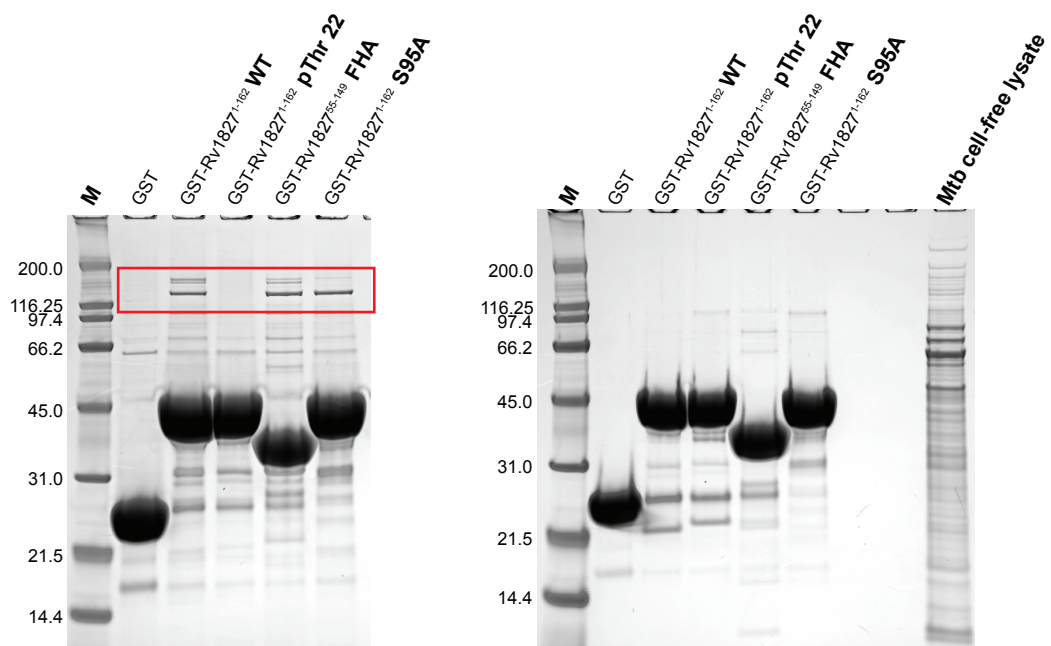 M
GST
GST-Rv1827¹⁻¹⁶² WT
GST-Rv1827¹⁻¹⁶² pThr 22
GST-Rv1827⁵⁵⁻¹⁴⁹ FHA
GST-Rv1827¹⁻¹⁶² S95A
200.0
116.25
97.4
66.2
45.0
31.0
21.5
14.4
M
GST
GST-Rv1827¹⁻¹⁶² WT
GST-Rv1827¹⁻¹⁶² pThr 22
GST-Rv1827⁵⁵⁻¹⁴⁹ FHA
GST-Rv1827¹⁻¹⁶² S95A
Mtb cell-free lysate
200.0
116.25
97.4
66.2
45.0
31.0
21.5
14.4